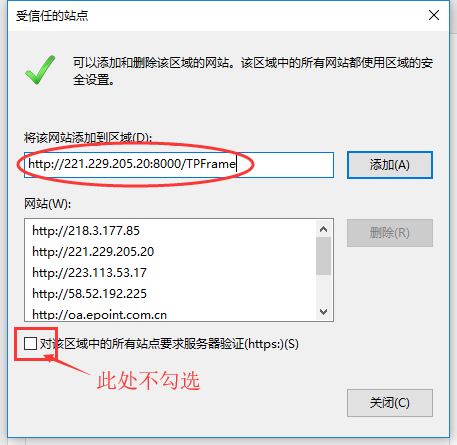 受信任的站点
可以添加和删除该区域的网站。该区域中的所有网站都使用区域的安
全设置。
将该网站添加到区域(D):
http://221.229.205.20:8000/TPFrame
添加(A)
网站(W):
http://218.3.177.85
http://221.229.205.20
http://223.113.53.17
http://58.52.192.225
http://oa.epoint.com.cn
删除(R)
对该区域中的所有站点要求服务器验证(https:)(S)
此处不勾选
关闭(C)